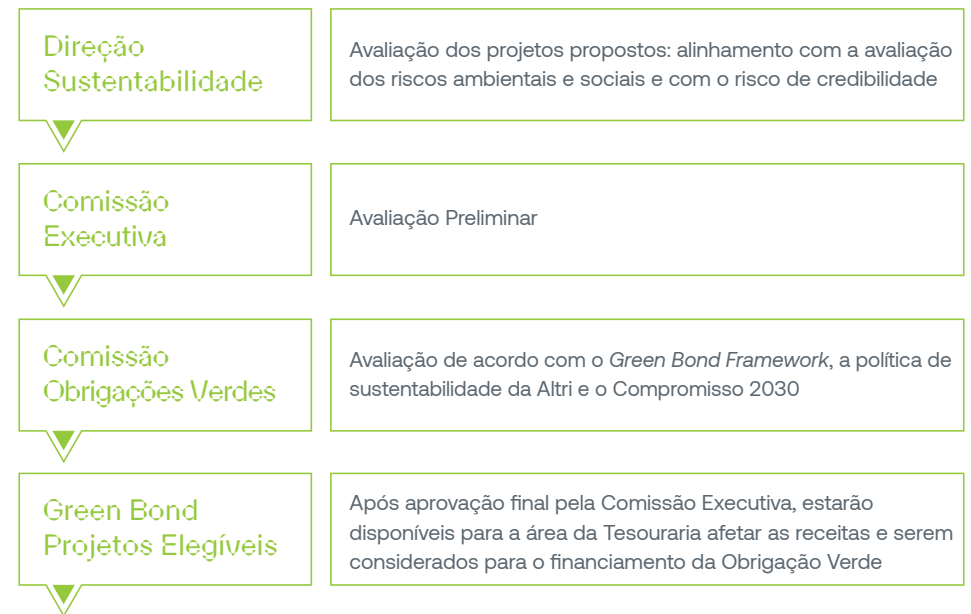 Direção
Sustentabilidade
Avaliação dos projetos propostos: alinhamento com a avaliação
dos riscos ambientais e sociais e com o risco de credibilidade
Comissão
Executiva
Avaliação Preliminar
Comissão
Obrigações Verdes
Avaliação de acordo com o Green Bond Framework, a política de
sustentabilidade da Altri e o Compromisso 2030
Green Bond
Projetos Elegíveis
Após aprovação final pela Comissão Executiva, estarão
disponíveis para a área da Tesouraria afetar as receitas e serem
considerados para o financiamento da Obrigação Verde